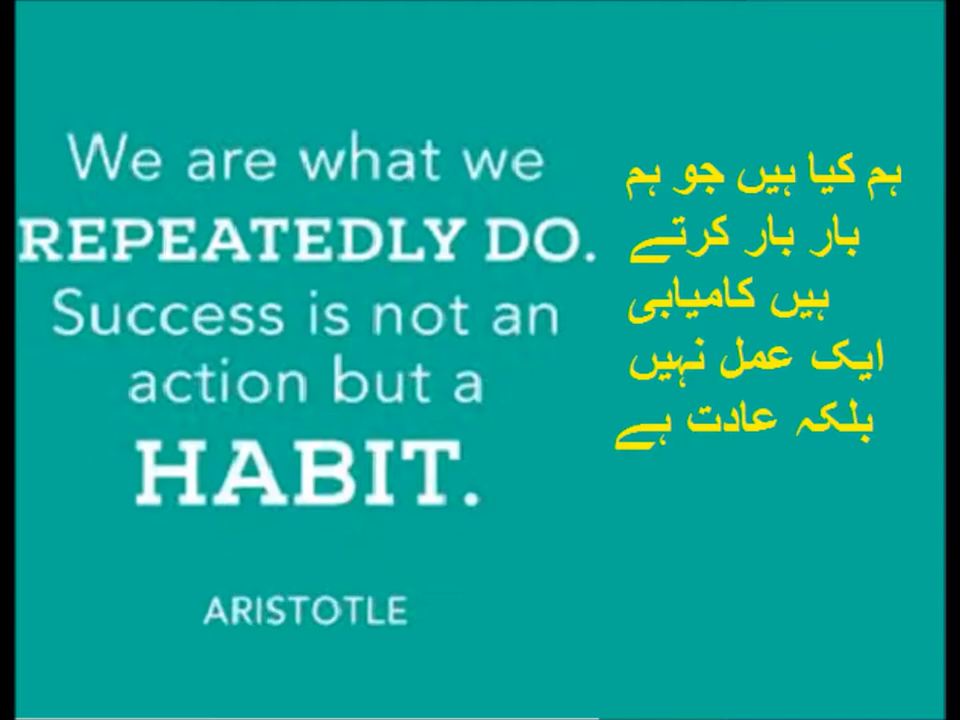 We are what we
REPEATEDLY DO.
Success is not an
action but a
HABIT.
ARISTOTLE
ہم کیا ہیں جو ہم
بار بار کرتے
ہیں کامیابی
ایک عمل نہیں
بلکہ عادت ہے